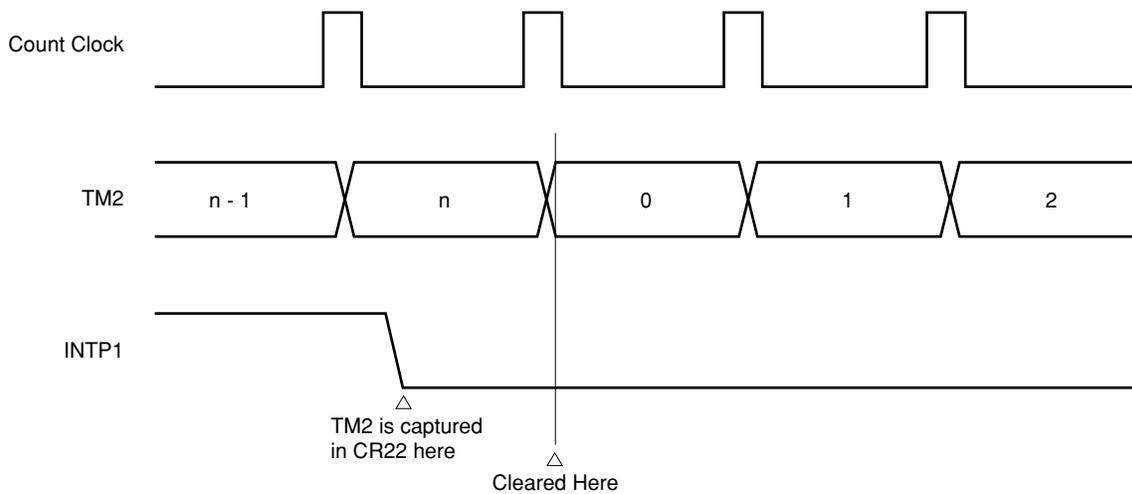 Count Clock
TM2
n - 1
n
0
1
2
INTP1
TM2 is captured
in CR22 here
Cleared Here